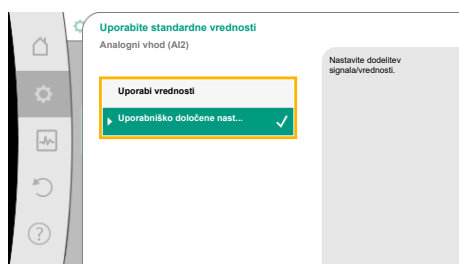 Uporabite standardne vrednosti
Analogni vhod (AI2)
Nastavite dodelitev
signala/vrednosti.
Uporabi vrednosti
Uporabniško določene nast...
?